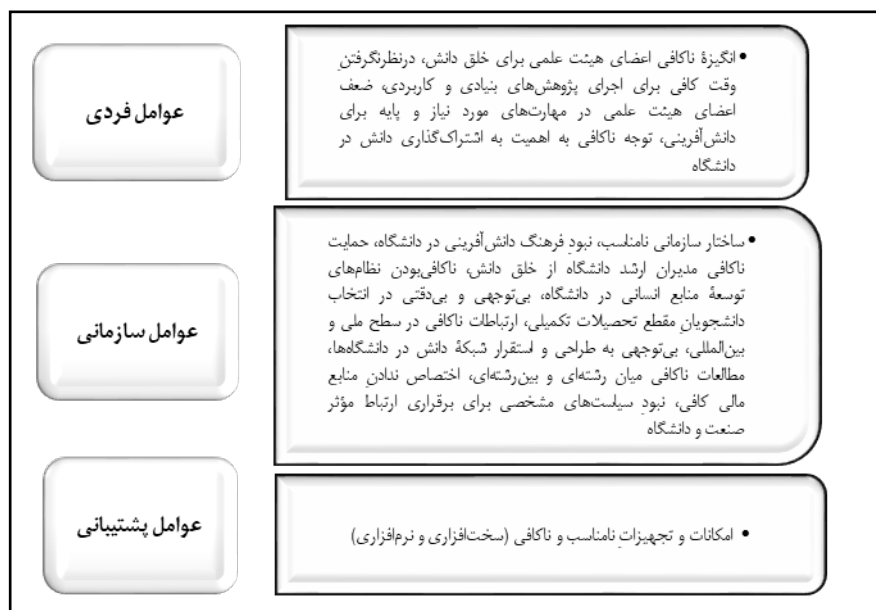 عوامل فردی
• انگیزهٔ ناکافی اعضای هیئت علمی برای خلق دانش، درنظرنگرفتنِ
وقت کافی برای اجرای پژوهش‌های بنیادی و کاربردی، ضعف
اعضای هیئت علمی در مهارت‌های مورد نیاز و پایه برای
دانش‌آفرینی، توجه ناکافی به اهمیت به اشتراک‌گذاری دانش در
دانشگاه
عوامل سازمانی
• ساختار سازمانی نامناسب، نبودِ فرهنگ دانش‌آفرینی در دانشگاه، حمایت
ناکافی مدیران ارشد دانشگاه از خلق دانش، ناکافی‌بودن نظام‌های
توسعهٔ منابع انسانی در دانشگاه، بی‌توجهی و بی‌دقتی در انتخاب
دانشجویانِ مقطع تحصیلات تکمیلی، ارتباطات ناکافی در سطح ملی و
بین‌المللی، بی‌توجهی به طراحی و استقرار شبکهٔ دانش در دانشگاه‌ها،
مطالعات ناکافی میان رشته‌ای و بین‌رشته‌ای، اختصاص ندادنِ منابع
مالی کافی، نبودِ سیاست‌های مشخصی برای برقراری ارتباط مؤثر
صنعت و دانشگاه
عوامل پشتیبانی
• امکانات و تجهیزاتِ نامناسب و ناکافی (سخت‌افزاری و نرم‌افزاری)